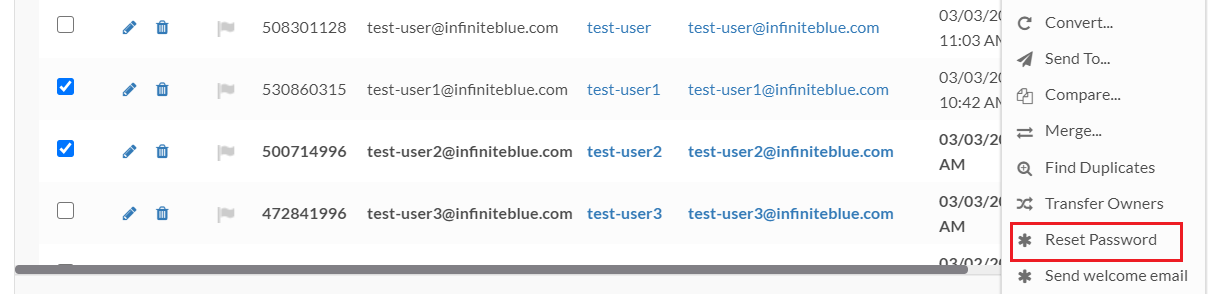 508301128 test-user@infiniteblue.com test-user test-user@infiniteblue.com 03/03/20
11:03 AM
530860315 test-user1@infiniteblue.com test-user1 test-user1@infiniteblue.com 03/03/20
10:42 AM
500714996 test-user2@infiniteblue.com test-user2 test-user2@infiniteblue.com 03/03/20
AM
472841996 test-user3@infiniteblue.com test-user3 test-user3@infiniteblue.com 03/03/20
AM
Convert...
Send To...
Compare...
Merge...
Find Duplicates
Transfer Owners
Reset Password
Send welcome email